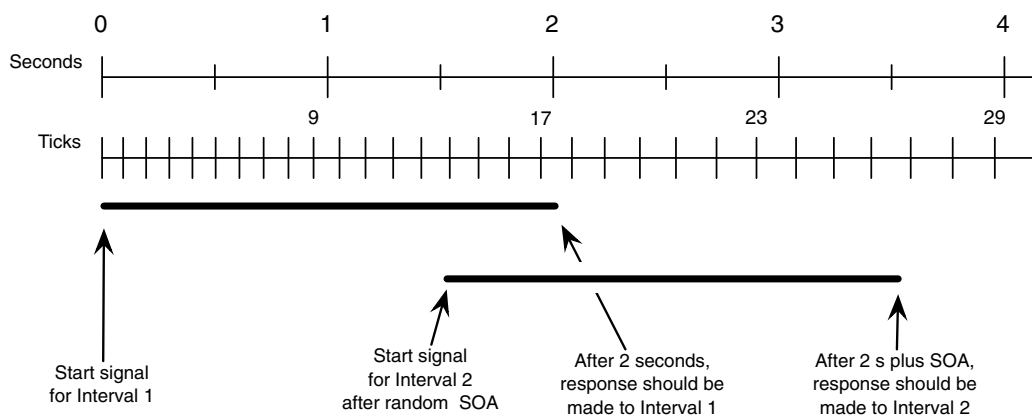 0 1 2 3 4
Seconds
9 17 23 29
Ticks
Start signal
for Interval 1
Start signal
for Interval 2
after random SOA
After 2 seconds,
response should be
made to Interval 1
After 2 s plus SOA,
response should be
made to Interval 2